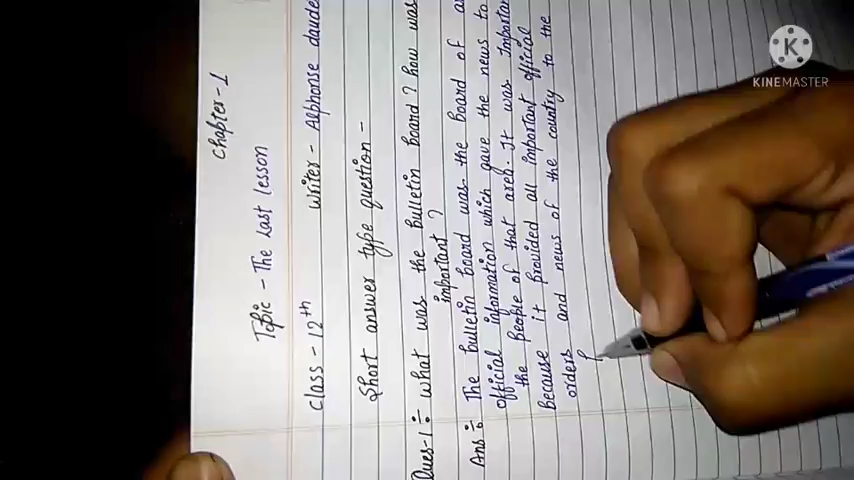 Chapter-1
Topic - The Last lesson
Class - 12th writer - Alphonse daude
Short answer type question -
Ques-1 ÷ what was the bulletin board? how was
important ?
Ans ÷ The bulletin board was the board of an
official information which gave the news to
the people of that area. It was importan
because it provided all important official
orders and news of the country to the
p
KINEMASTER